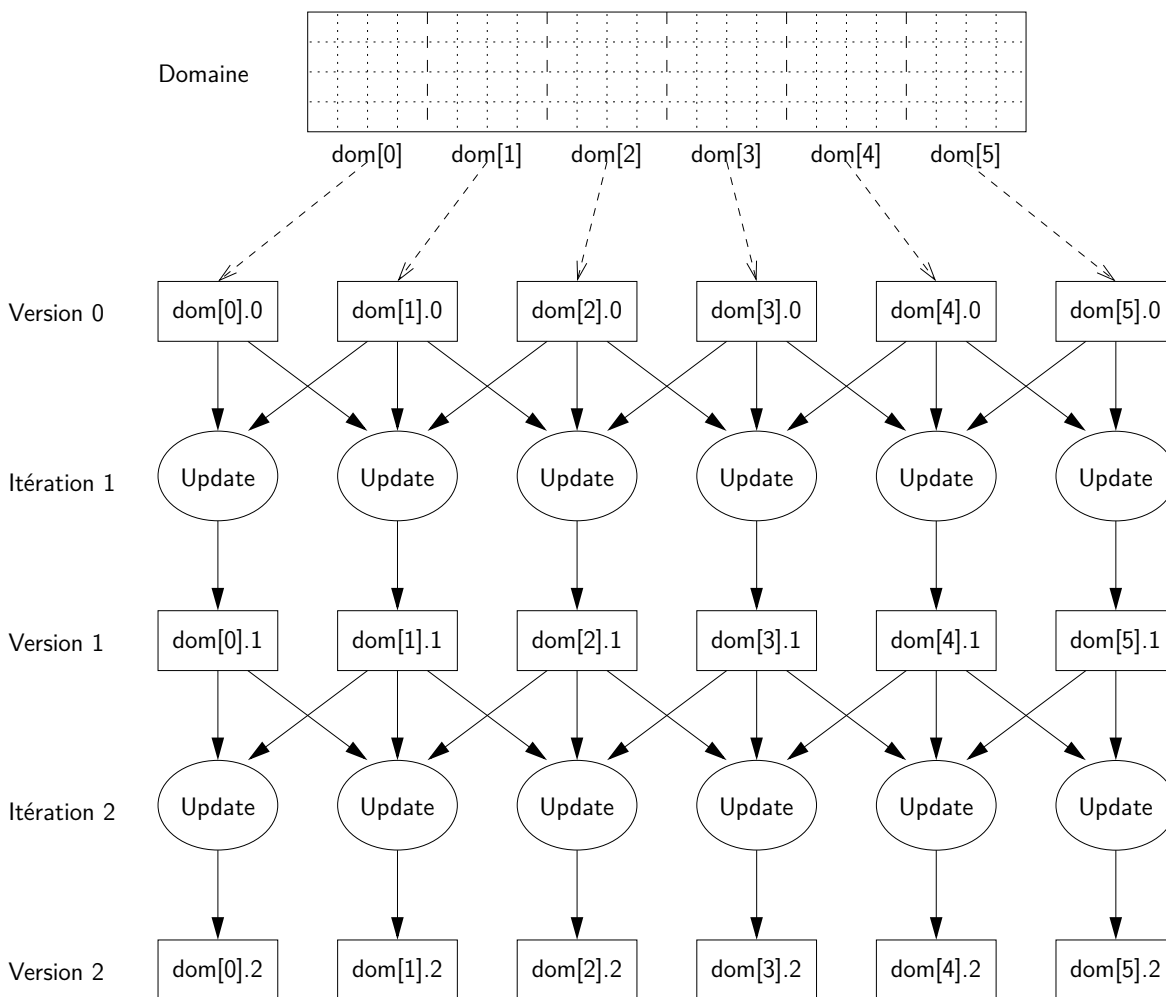 Domaine
dom[0] dom[1] dom[2] dom[3] dom[4] dom[5]
Version 0 dom[0].0 dom[1].0 dom[2].0 dom[3].0 dom[4].0 dom[5].0
Itération 1 Update Update Update Update Update Update
Version 1 dom[0].1 dom[1].1 dom[2].1 dom[3].1 dom[4].1 dom[5].1
Itération 2 Update Update Update Update Update Update
Version 2 dom[0].2 dom[1].2 dom[2].2 dom[3].2 dom[4].2 dom[5].2